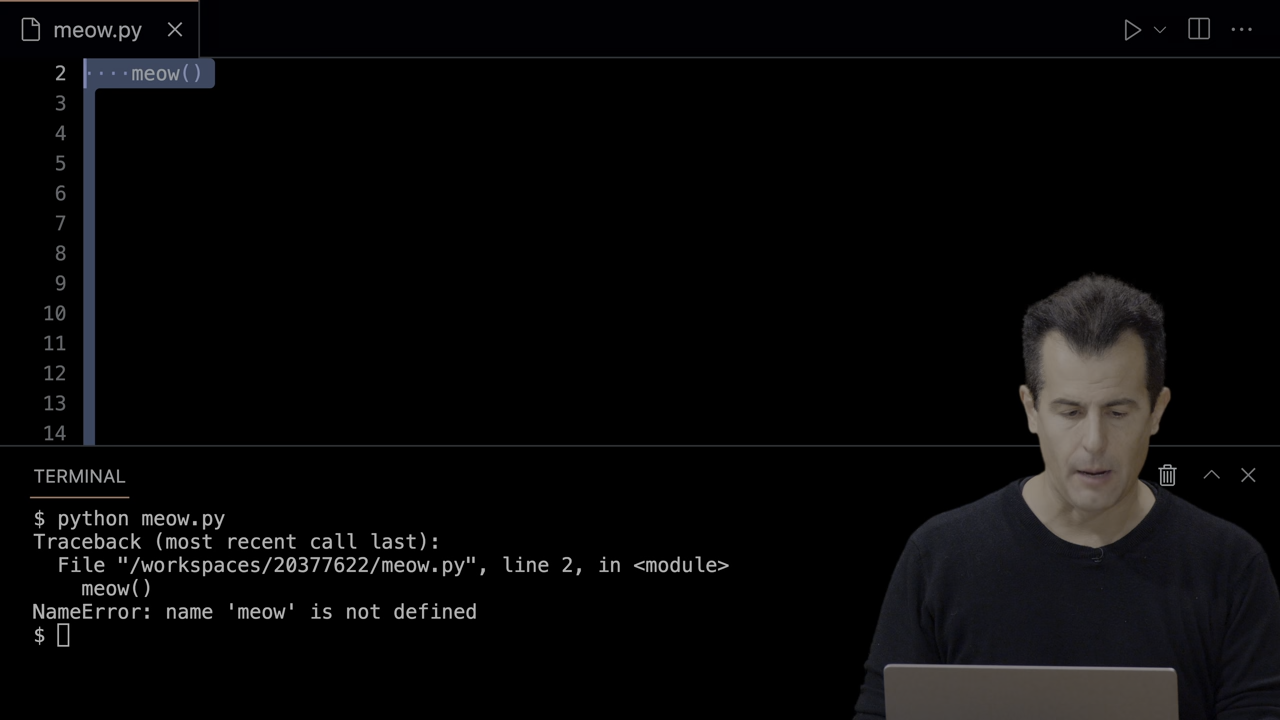 meow.py
2 ····meow()
3
4
5
6
7
8
9
10
11
12
13
14
TERMINAL
$ python meow.py
Traceback (most recent call last):
  File "/workspaces/20377622/meow.py", line 2, in <module>
    meow()
NameError: name 'meow' is not defined
$